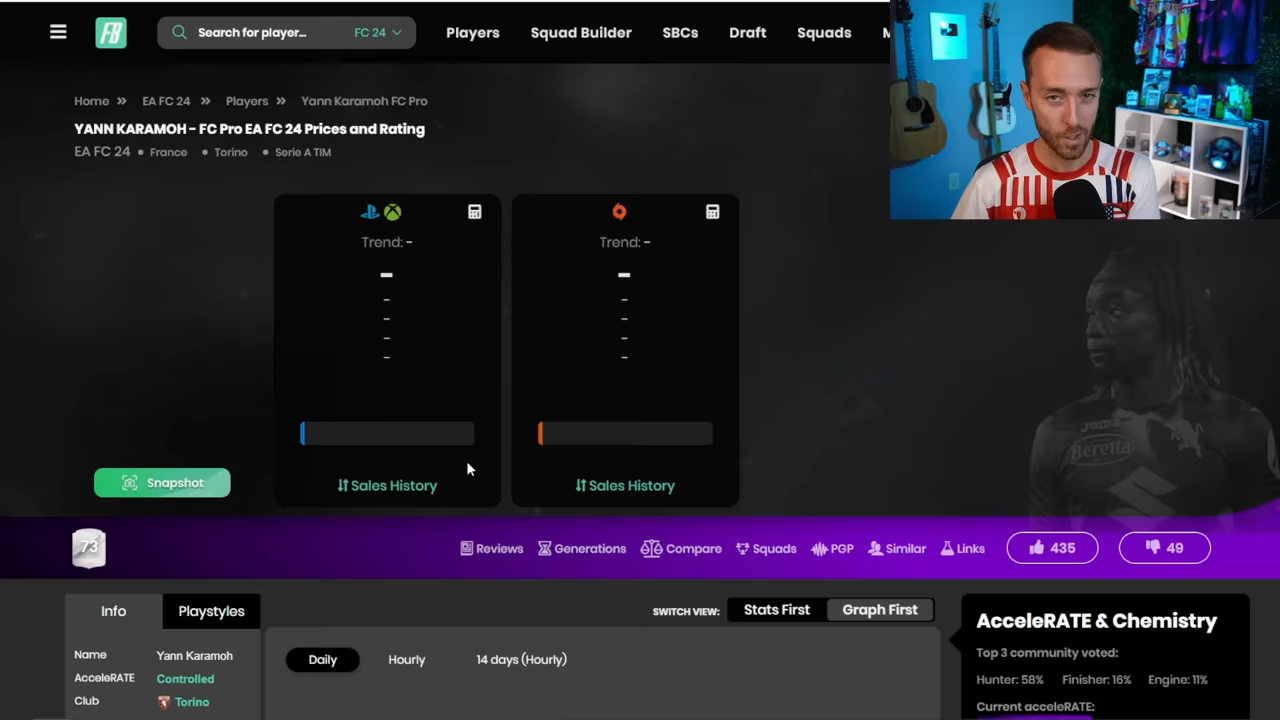 FB
Search for player...
FC 24
Players
Squad Builder
SBCs
Draft
Squads
M
Home » EA FC 24 » Players » Yann Karamoh FC Pro
YANN KARAMOH - FC Pro EA FC 24 Prices and Rating
EA FC 24 • France • Torino • Serie A TIM
Trend: -
-
-
-
-
-
Sales History
Trend: -
-
-
-
-
-
Sales History
Joma
Beretta
Snapshot
73
Reviews
Generations
Compare
Squads
PGP
Similar
Links
435
49
Info
Playstyles
SWITCH VIEW:
Stats First
Graph First
Name Yann Karamoh
AcceleRATE Controlled
Club Torino
Daily
Hourly
14 days (Hourly)
AcceleRATE & Chemistry
Top 3 community voted:
Hunter: 58% Finisher: 16% Engine: 11%
Current acceleRATE: